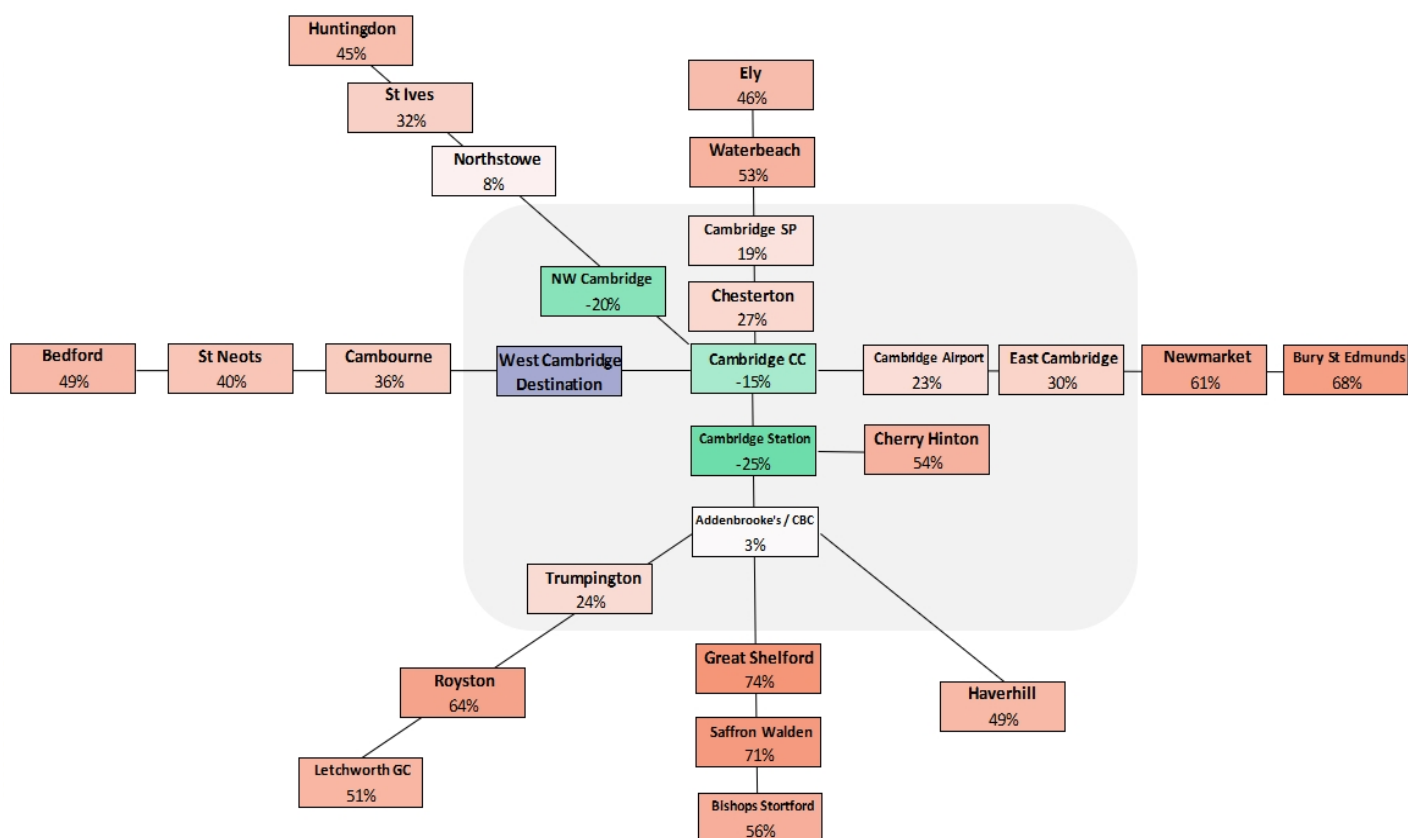 Huntingdon
45%
St Ives
32%
Northstowe
8%
NW Cambridge
-20%
Ely
46%
Waterbeach
53%
Cambridge SP
19%
Chesterton
27%
Bedford
49%
St Neots
40%
Cambourne
36%
West Cambridge
Destination
Cambridge CC
-15%
Cambridge Airport
23%
East Cambridge
30%
Newmarket
61%
Bury St Edmunds
68%
Cambridge Station
-25%
Cherry Hinton
54%
Addenbrooke's / CBC
3%
Trumpington
24%
Royston
64%
Letchworth GC
51%
Great Shelford
74%
Saffron Walden
71%
Bishops Stortford
56%
Haverhill
49%